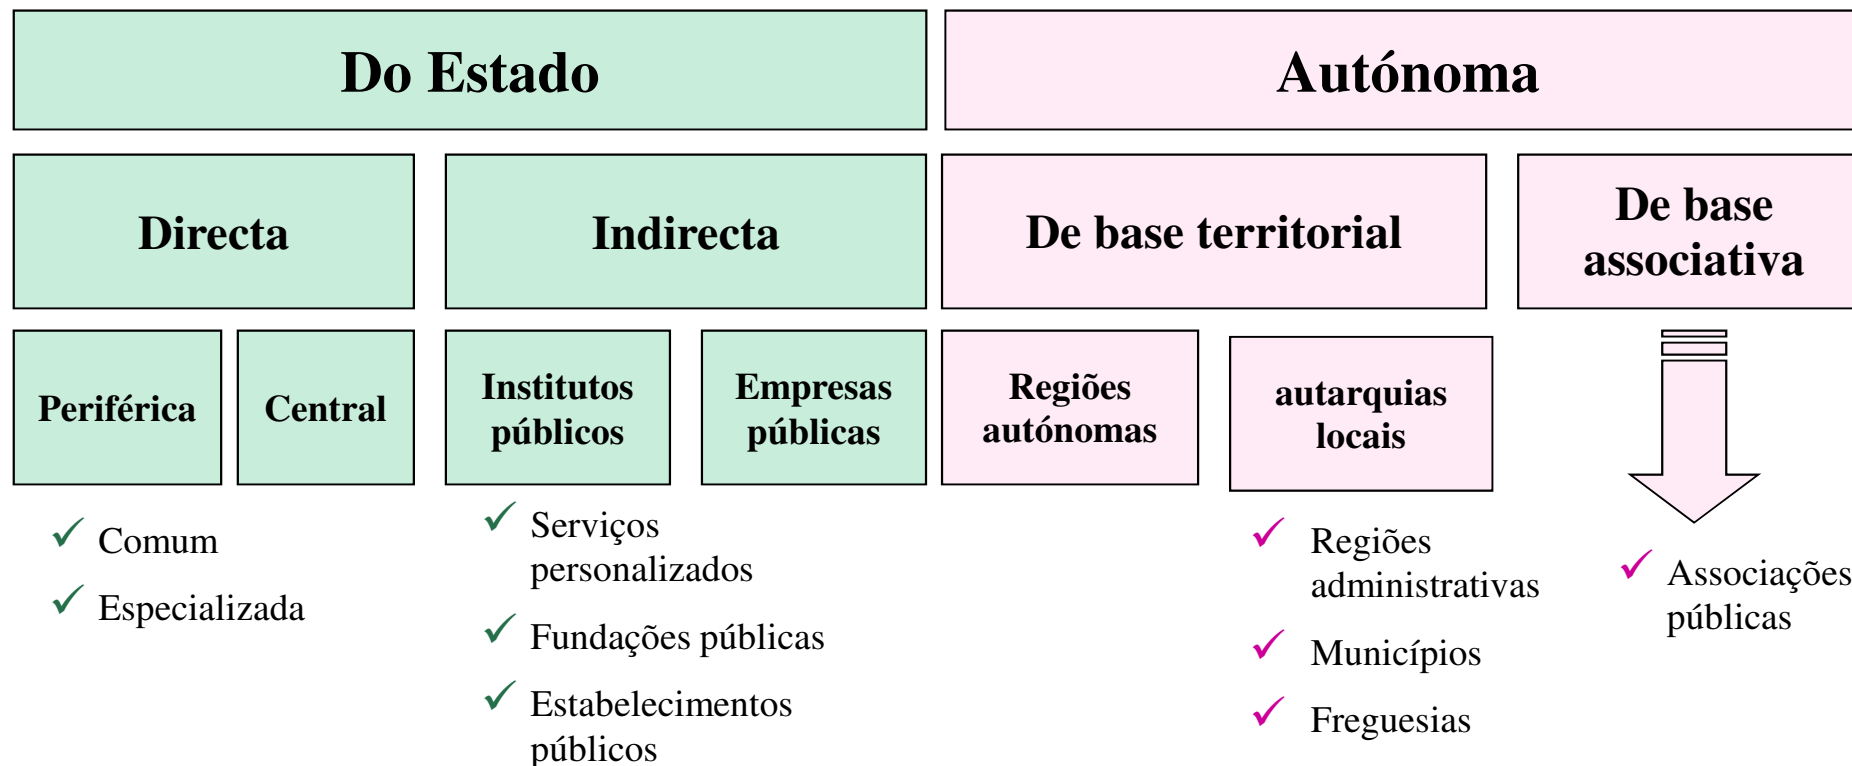 Do Estado
Autónoma
Directa
Indirecta
De base territorial
De base
associativa
Periférica
Central
Institutos
públicos
Empresas
públicas
Regiões
autónomas
autarquias
locais
Comum
Especializada
Serviços
personalizados
Fundações públicas
Estabelecimentos
públicos
Regiões
administrativas
Municípios
Freguesias
Associações
públicas